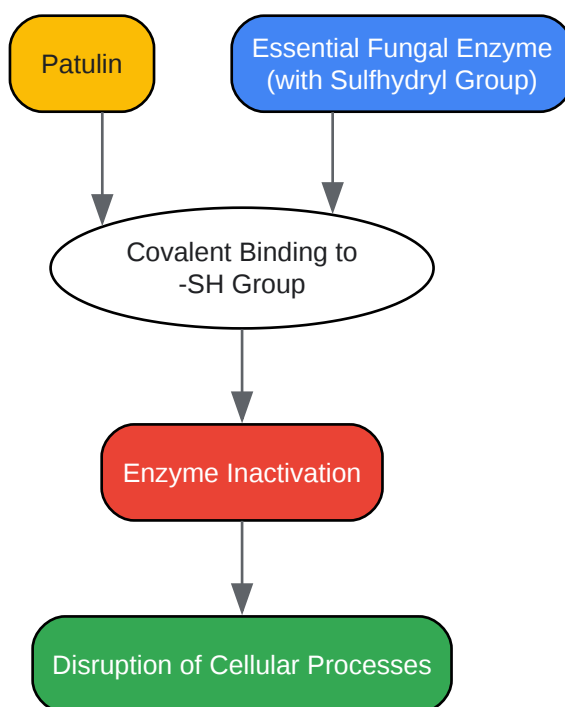 Patulin
Essential Fungal Enzyme
(with Sulfhydryl Group)
Covalent Binding to
-SH Group
Enzyme Inactivation
Disruption of Cellular Processes